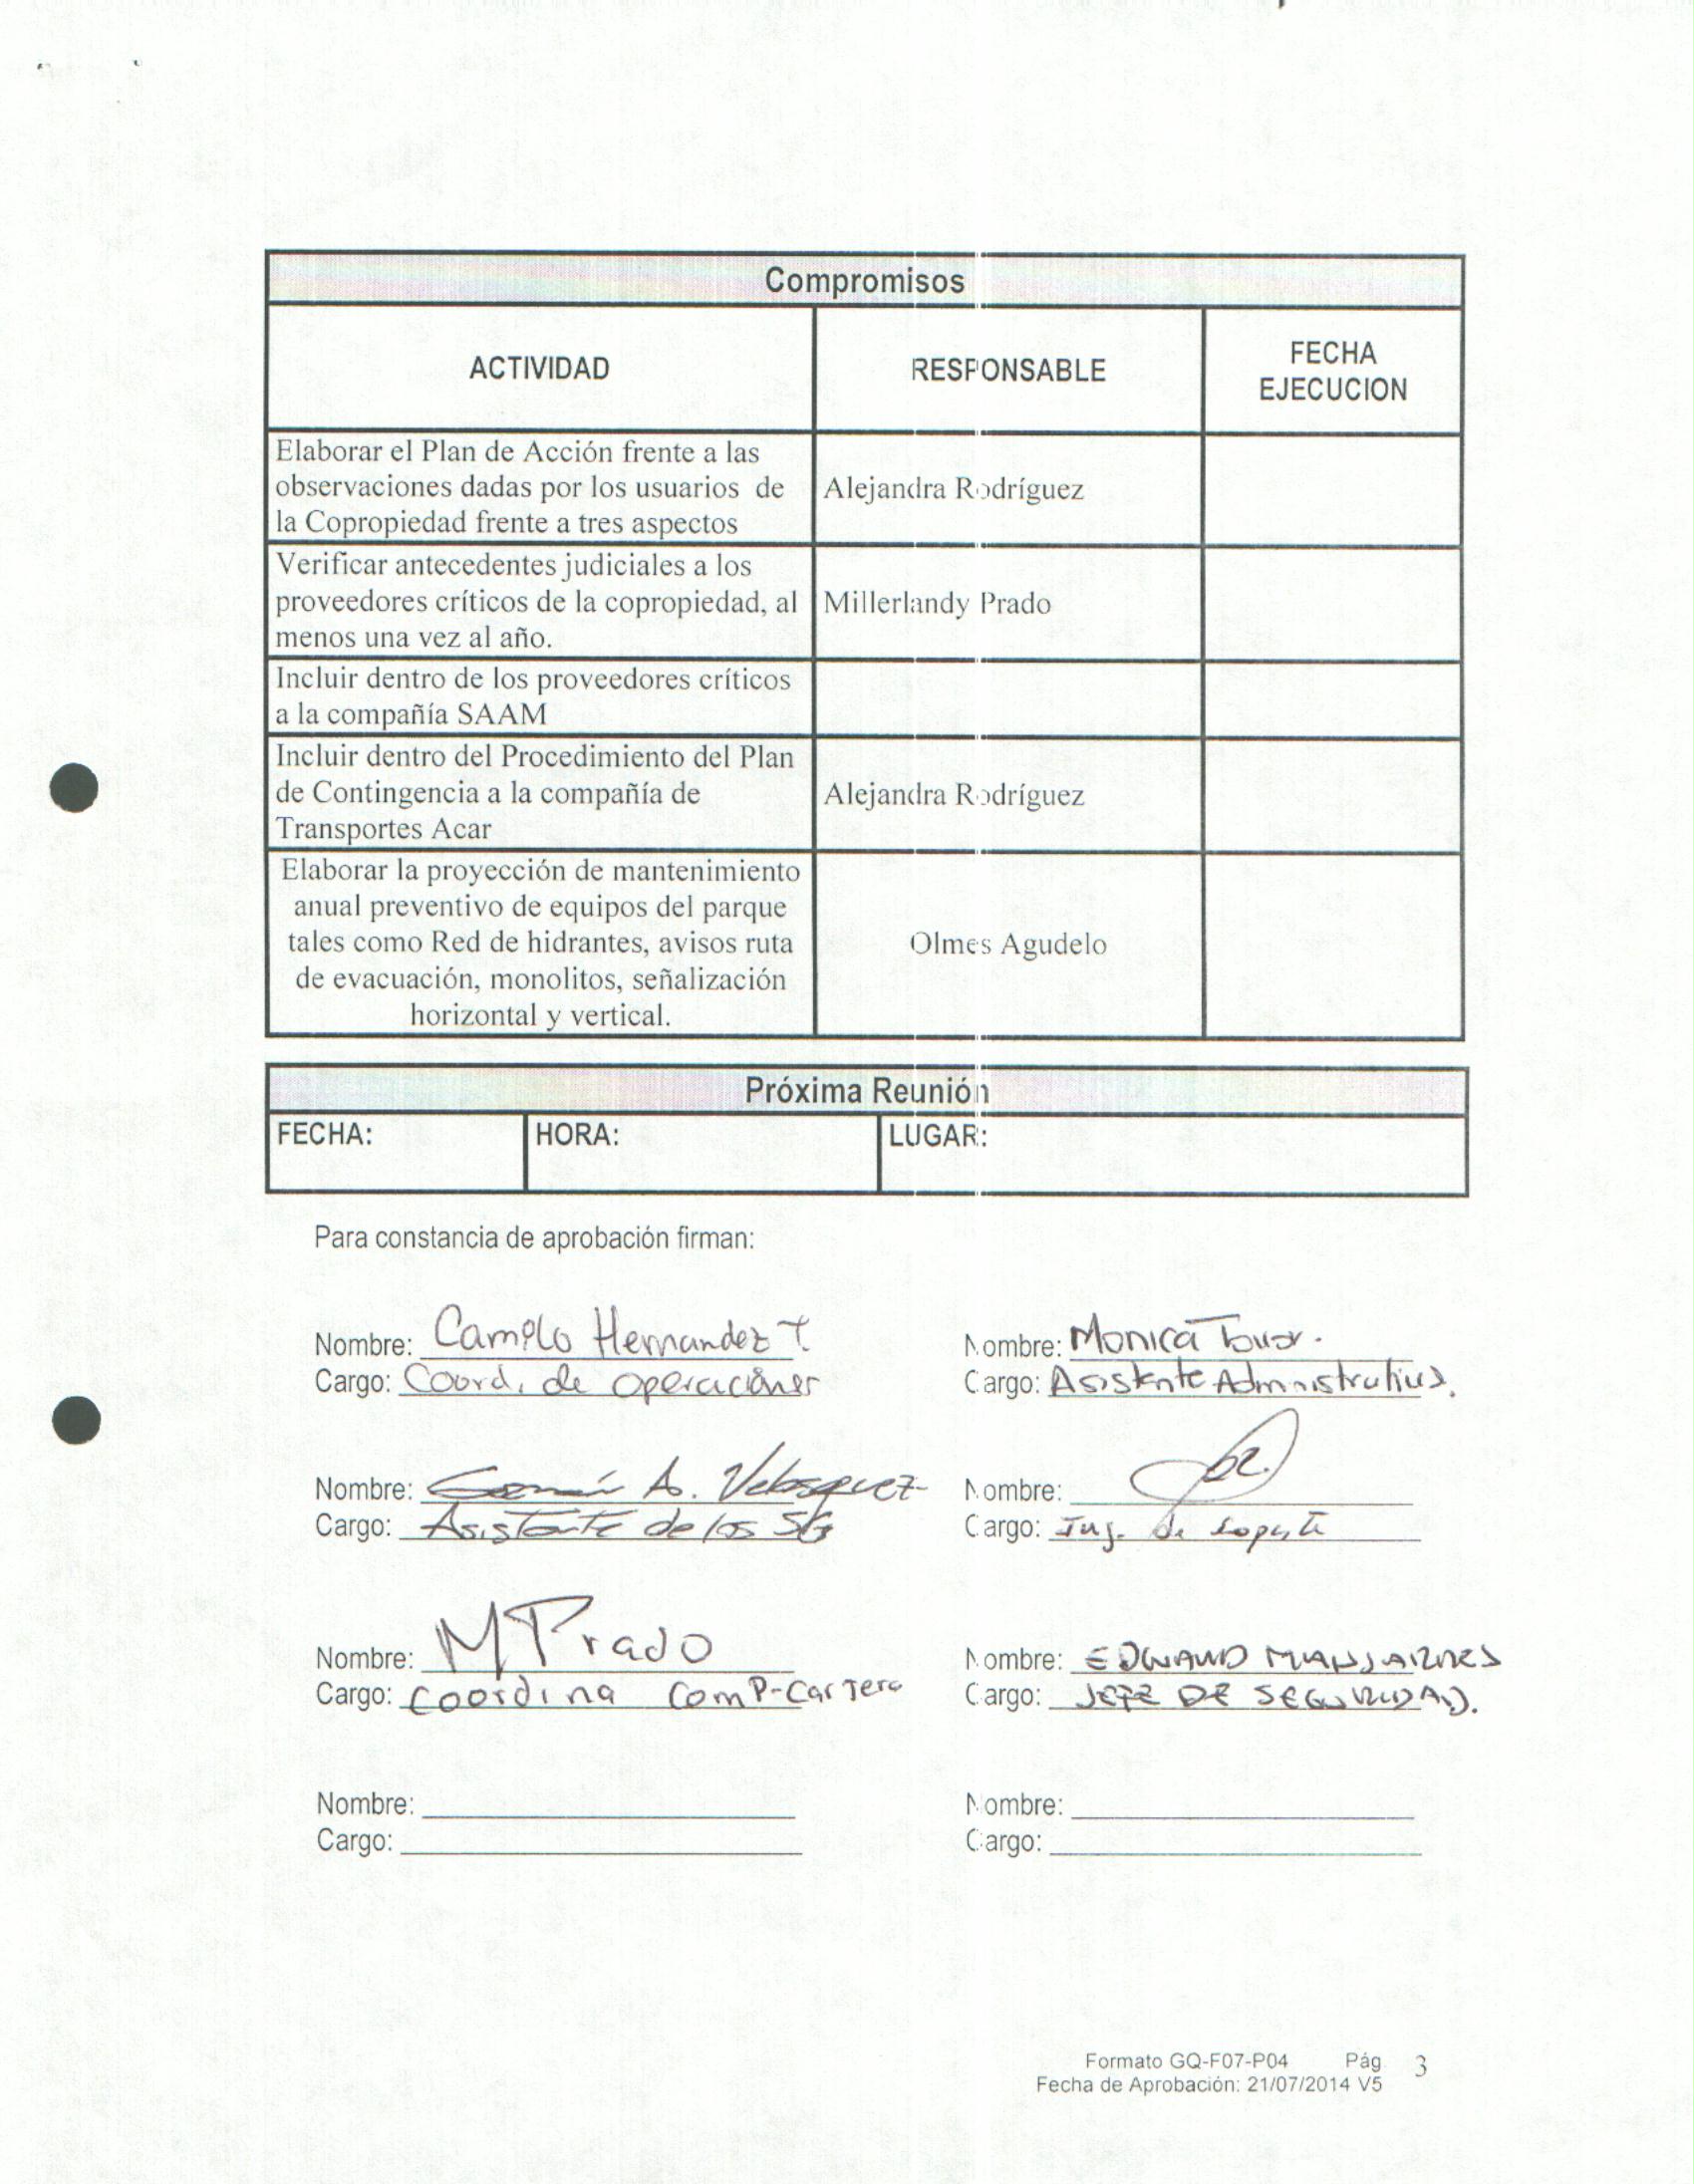 Compromisos
ACTIVIDAD
RESPONSABLE
FECHA
EJECUCION
Elaborar el Plan de Acción frente a las
observaciones dadas por los usuarios de
la Copropiedad frente a tres aspectos
Alejandra Rodríguez
Verificar antecedentes judiciales a los
proveedores críticos de la copropiedad, al
menos una vez al año.
Millerlandy Prado
Incluir dentro de los proveedores críticos
a la compañía SAAM
Incluir dentro del Procedimiento del Plan
de Contingencia a la compañía de
Transportes Acar
Alejandra Rodríguez
Elaborar la proyección de mantenimiento
anual preventivo de equipos del parque
tales como Red de hidrantes, avisos ruta
de evacuación, monolitos, señalización
horizontal y vertical.
Olmes Agudelo
Próxima Reunión
FECHA: HORA: LUGAR:
Para constancia de aprobación firman:
Nombre: Camilo Hernandez T.
Cargo: Coord. de operaciones
Nombre: Monica Tovar.
Cargo: Asistente Administrativa.
Nombre: A. Velasquez
Cargo: Asistente de los SG
Nombre:
Cargo: Ing. de Soporte
Nombre: M Prado
Cargo: Coordina Comp-Cartera
Nombre: EDWARD
Cargo: JEFE DE SEGURIDAD.
Nombre:
Cargo:
Nombre:
Cargo:
Formato GQ-F07-P04 Pág 3
Fecha de Aprobación: 21/07/2014 V5